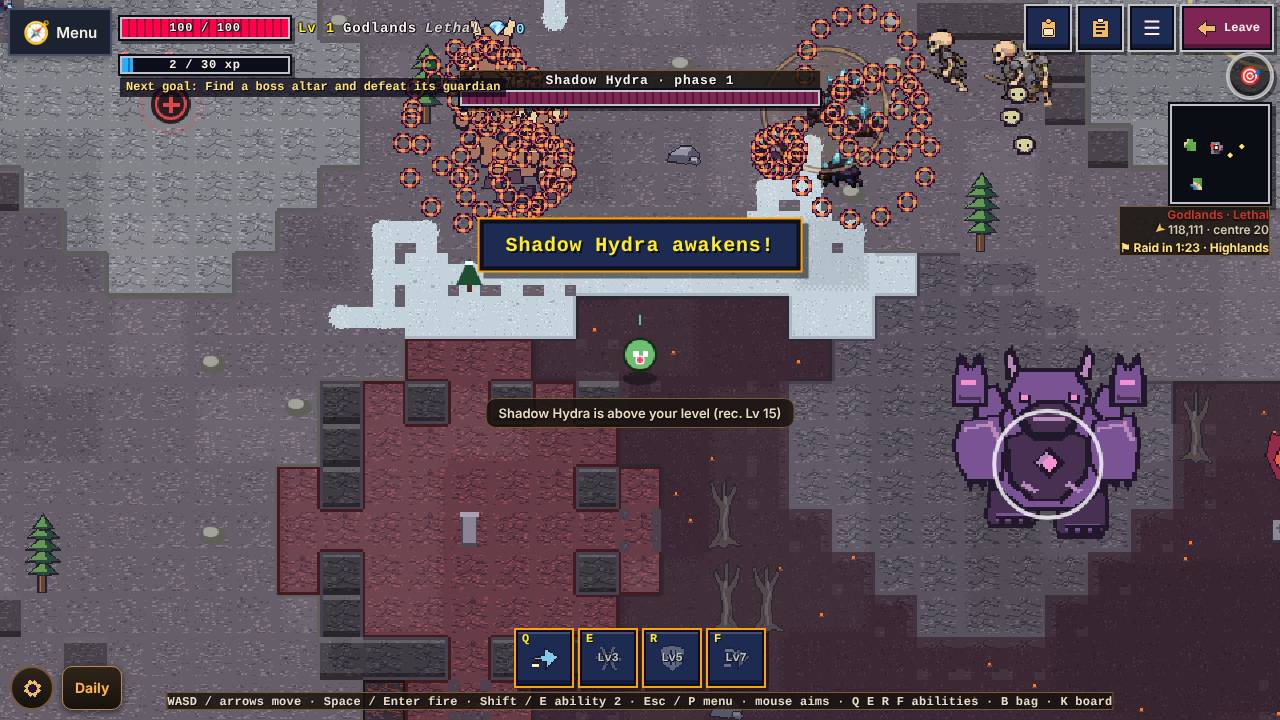 Menu
100 / 100
Lv 1 Godlands
2 / 30 xp
Next goal: Find a boss altar and defeat its guardian
Shadow Hydra · phase 1
Leave
Godlands · Lethal
118,111 · centre 20
Raid in 1:23 · Highlands
Shadow Hydra awakens!
Shadow Hydra is above your level (rec. Lv 15)
Q
E
Lv3
R
Lv5
F
Lv7
Daily
WASD / arrows move · Space / Enter fire · Shift / E ability 2 · Esc / P menu · mouse aims · Q E R F abilities · B bag · K board